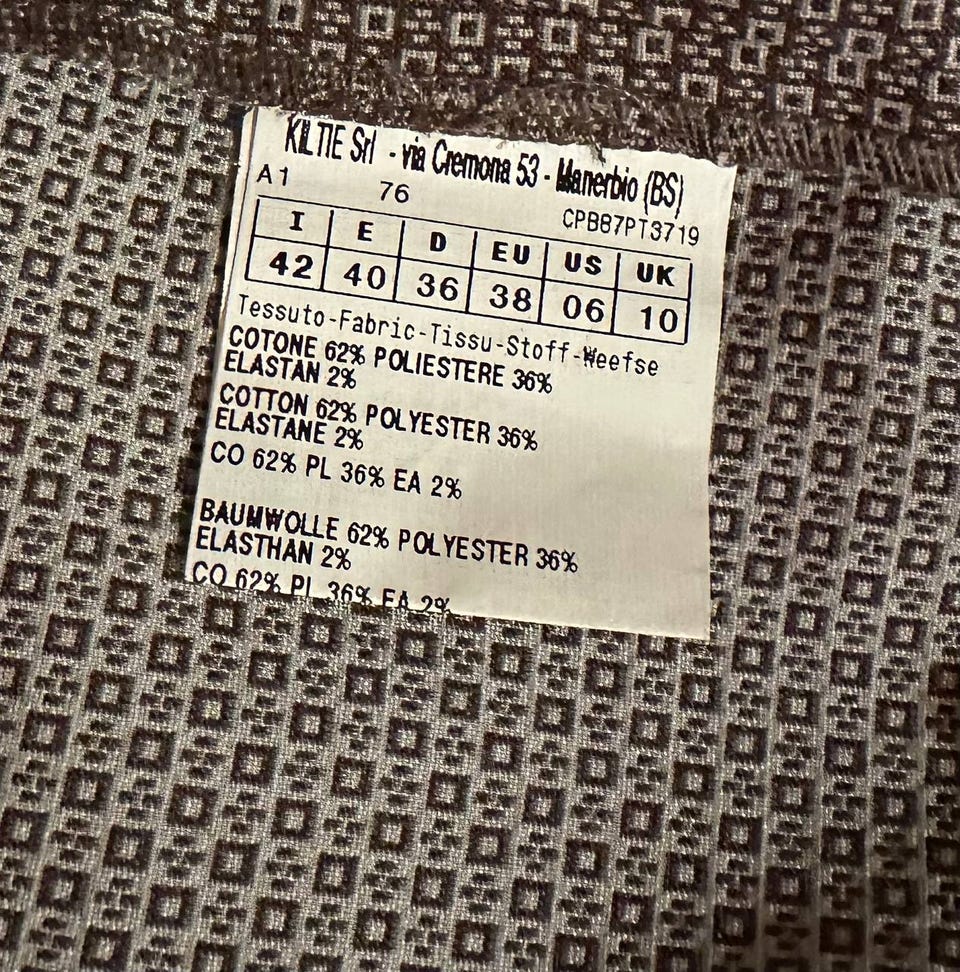 KILTIE Srl - via Cremona 53 - Manerbio (BS)
A1 76 CPB87PT3719
I E D EU US UK
42 40 36 38 06 10
Tessuto-Fabric-Tissu-Stoff-Weefse
COTONE 62% POLIESTERE 36%
ELASTAN 2%
COTTON 62% POLYESTER 36%
ELASTANE 2%
CO 62% PL 36% EA 2%
BAUMWOLLE 62% POLYESTER 36%
ELASTHAN 2%
CO 62% PL 36% EA 2%